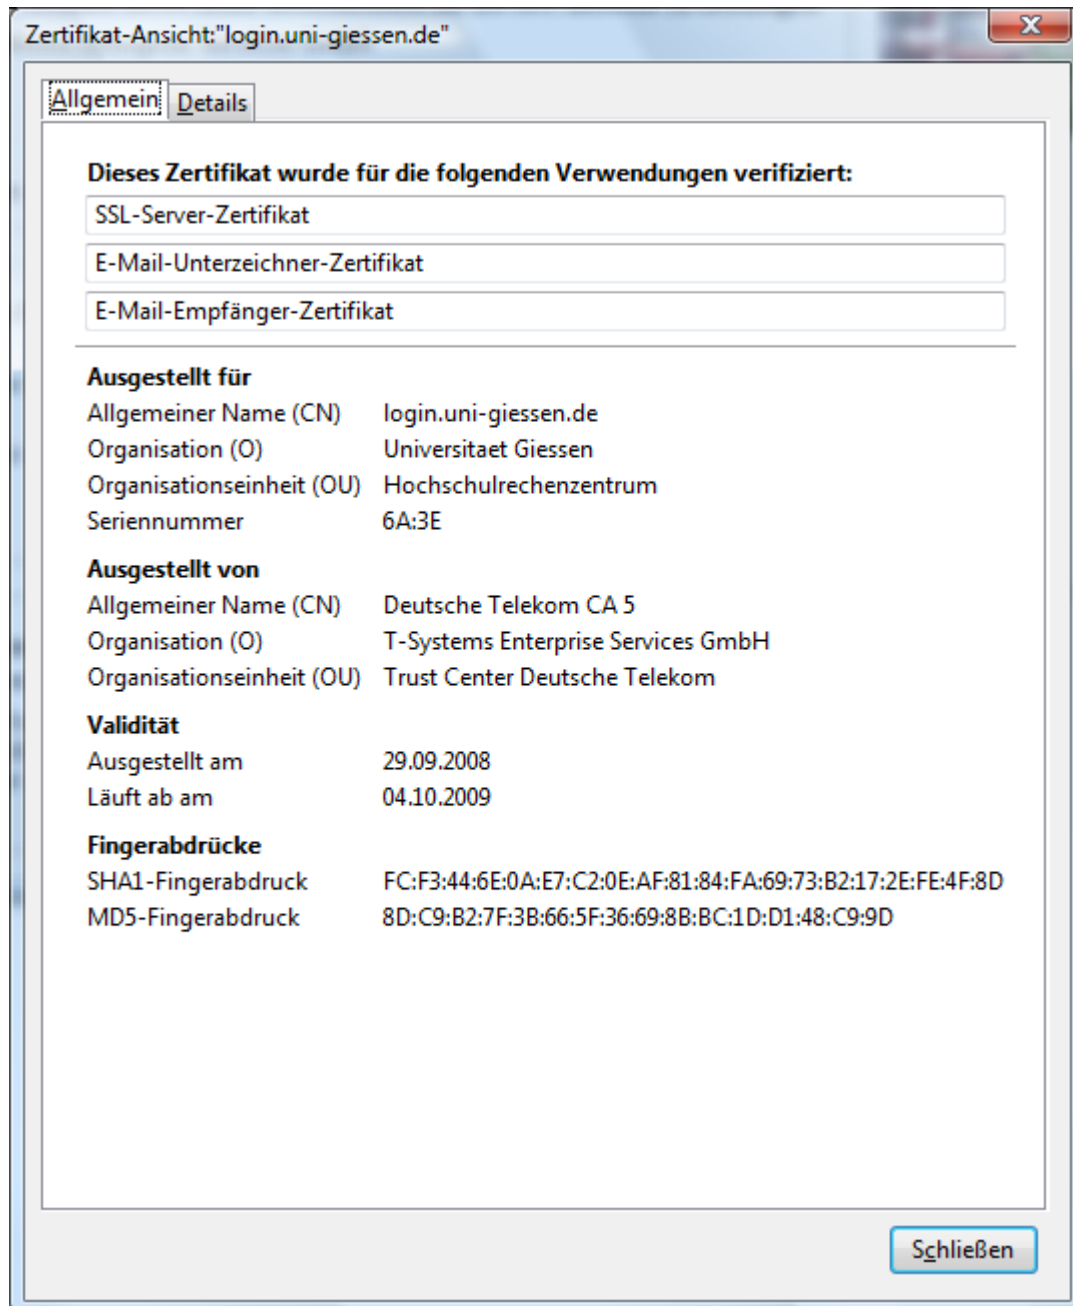 Zertifikat-Ansicht:"login.uni-giessen.de"
Allgemein Details
Dieses Zertifikat wurde für die folgenden Verwendungen verifiziert:
SSL-Server-Zertifikat
E-Mail-Unterzeichner-Zertifikat
E-Mail-Empfänger-Zertifikat
Ausgestellt für
Allgemeiner Name (CN) login.uni-giessen.de
Organisation (O) Universitaet Giessen
Organisationseinheit (OU) Hochschulrechenzentrum
Seriennummer 6A:3E
Ausgestellt von
Allgemeiner Name (CN) Deutsche Telekom CA 5
Organisation (O) T-Systems Enterprise Services GmbH
Organisationseinheit (OU) Trust Center Deutsche Telekom
Validität
Ausgestellt am 29.09.2008
Läuft ab am 04.10.2009
Fingerabdrücke
SHA1-Fingerabdruck FC:F3:44:6E:0A:E7:C2:0E:AF:81:84:FA:69:73:B2:17:2E:FE:4F:8D
MD5-Fingerabdruck 8D:C9:B2:7F:3B:66:5F:36:69:8B:BC:1D:D1:48:C9:9D
Schließen